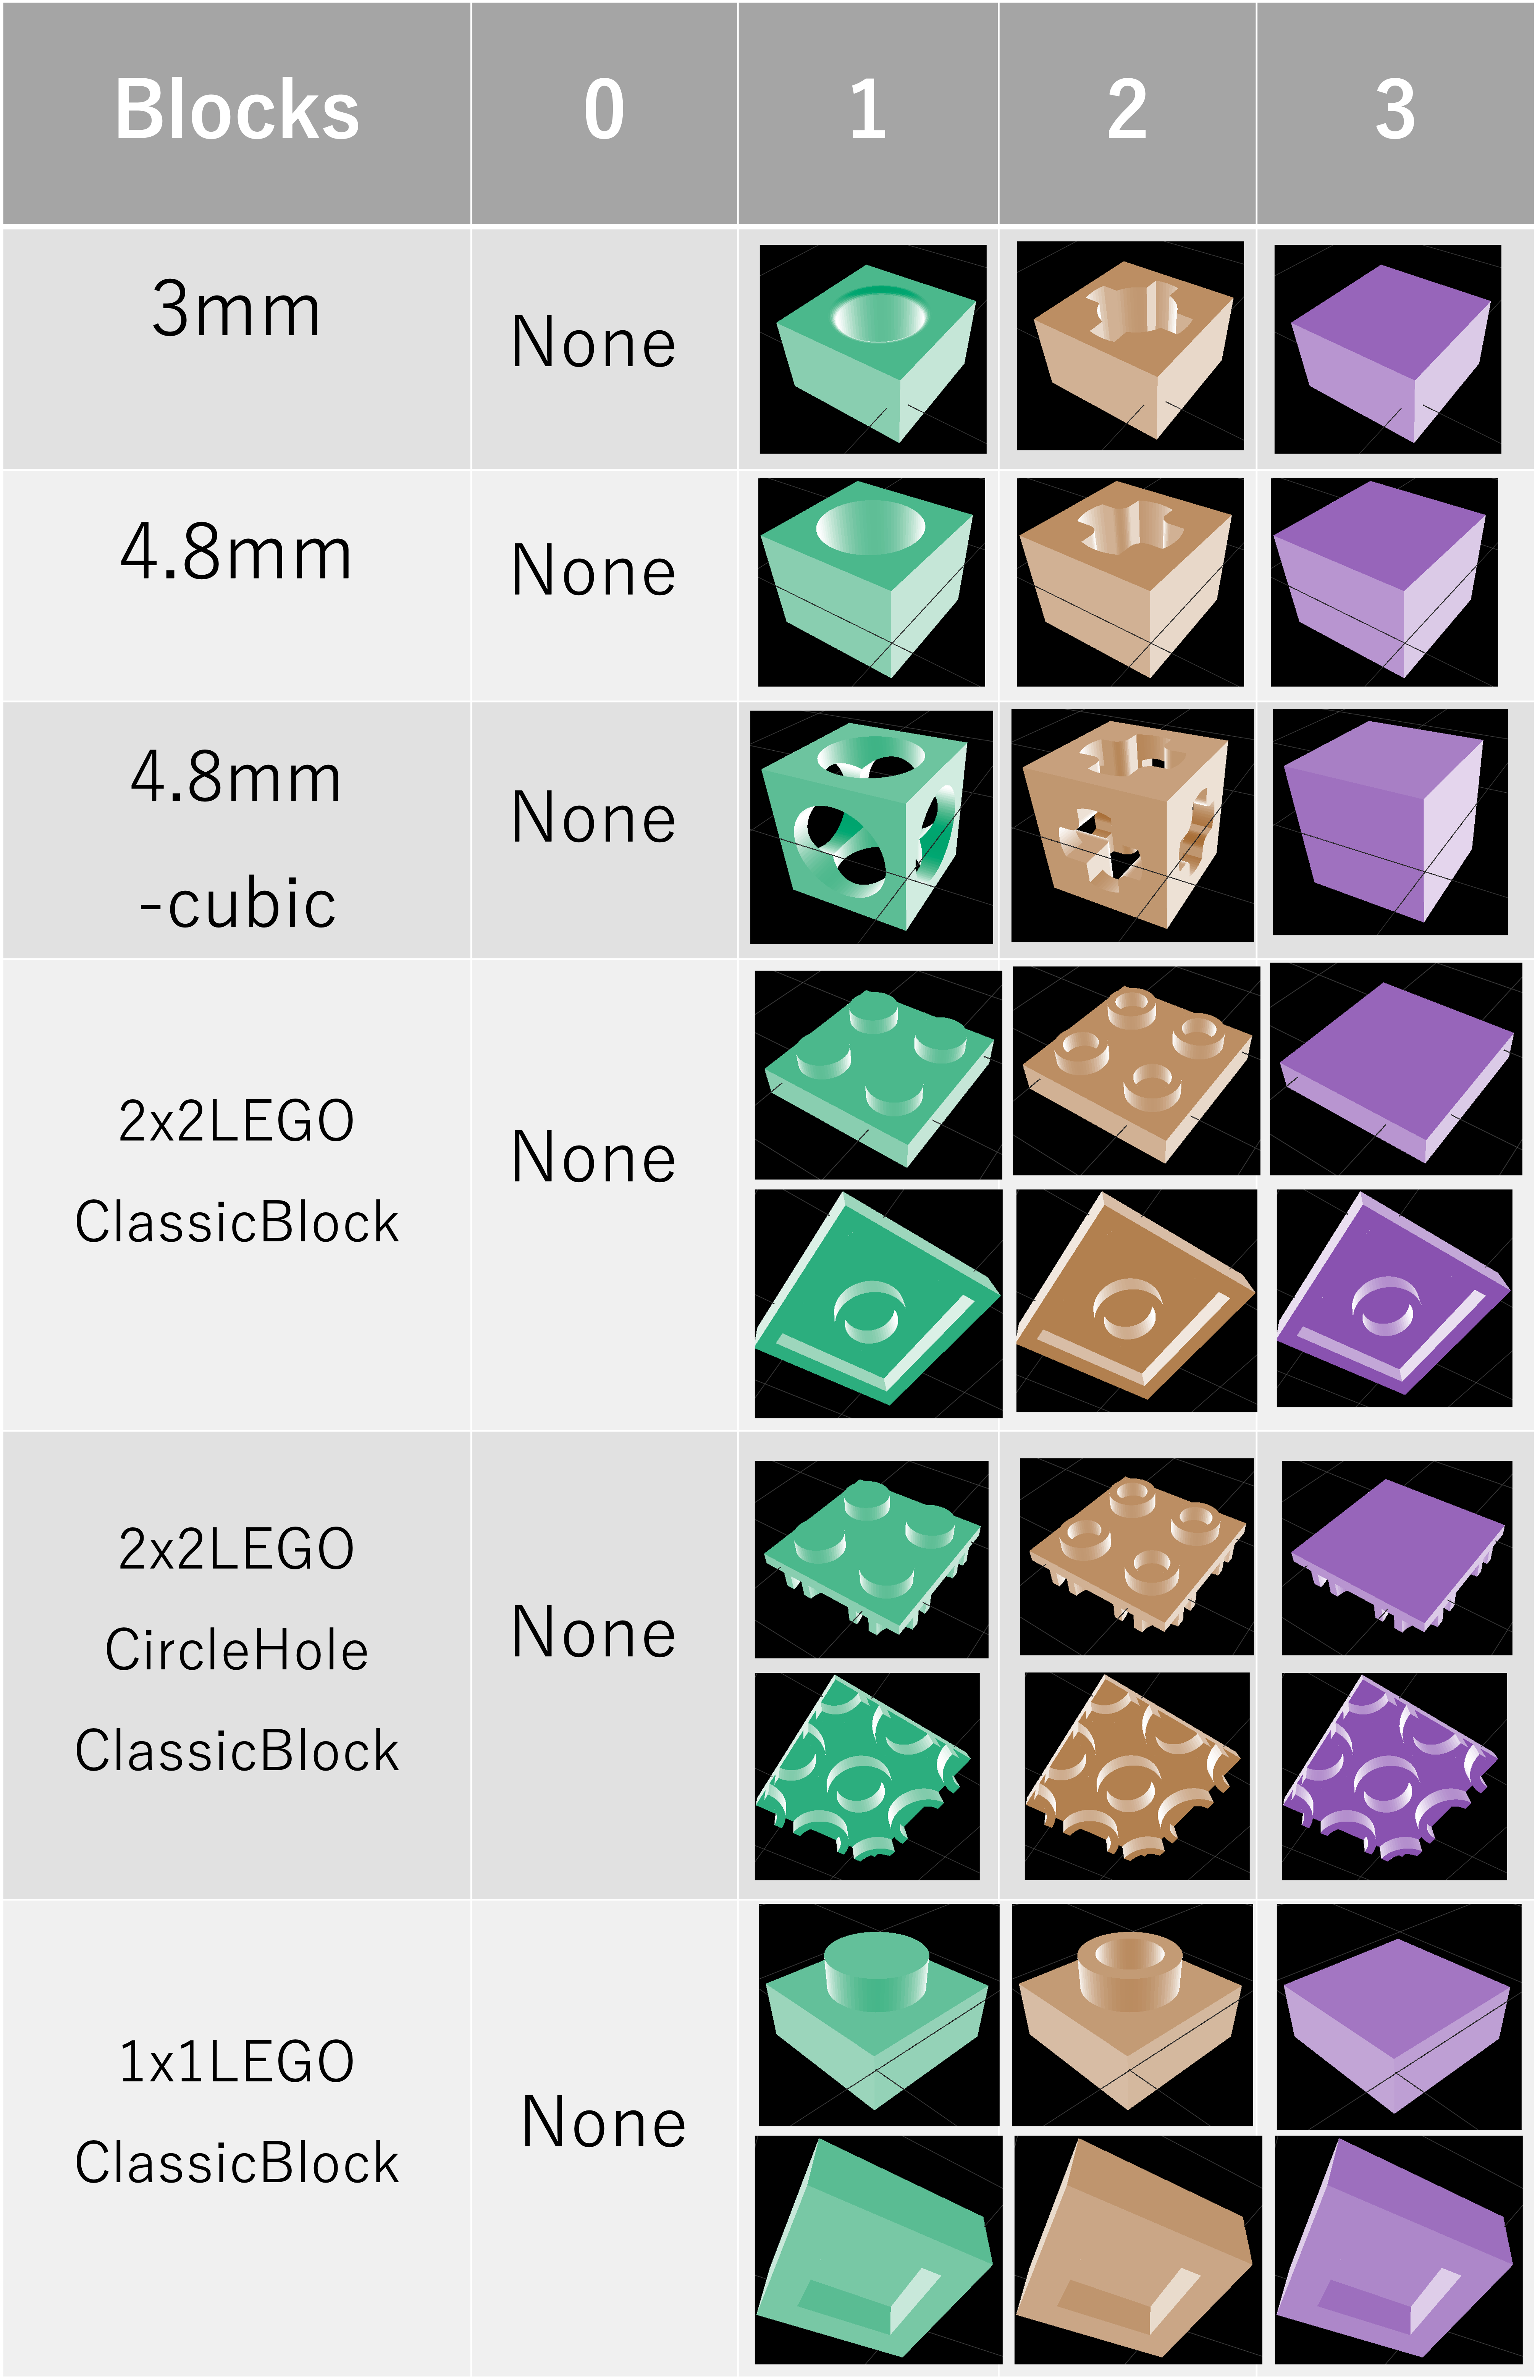 Blocks 0 1 2 3
3mm None
4.8mm None
4.8mm
-cubic
None
2x2LEGO
ClassicBlock
None
2x2LEGO
CircleHole
ClassicBlock
None
1x1LEGO
ClassicBlock
None